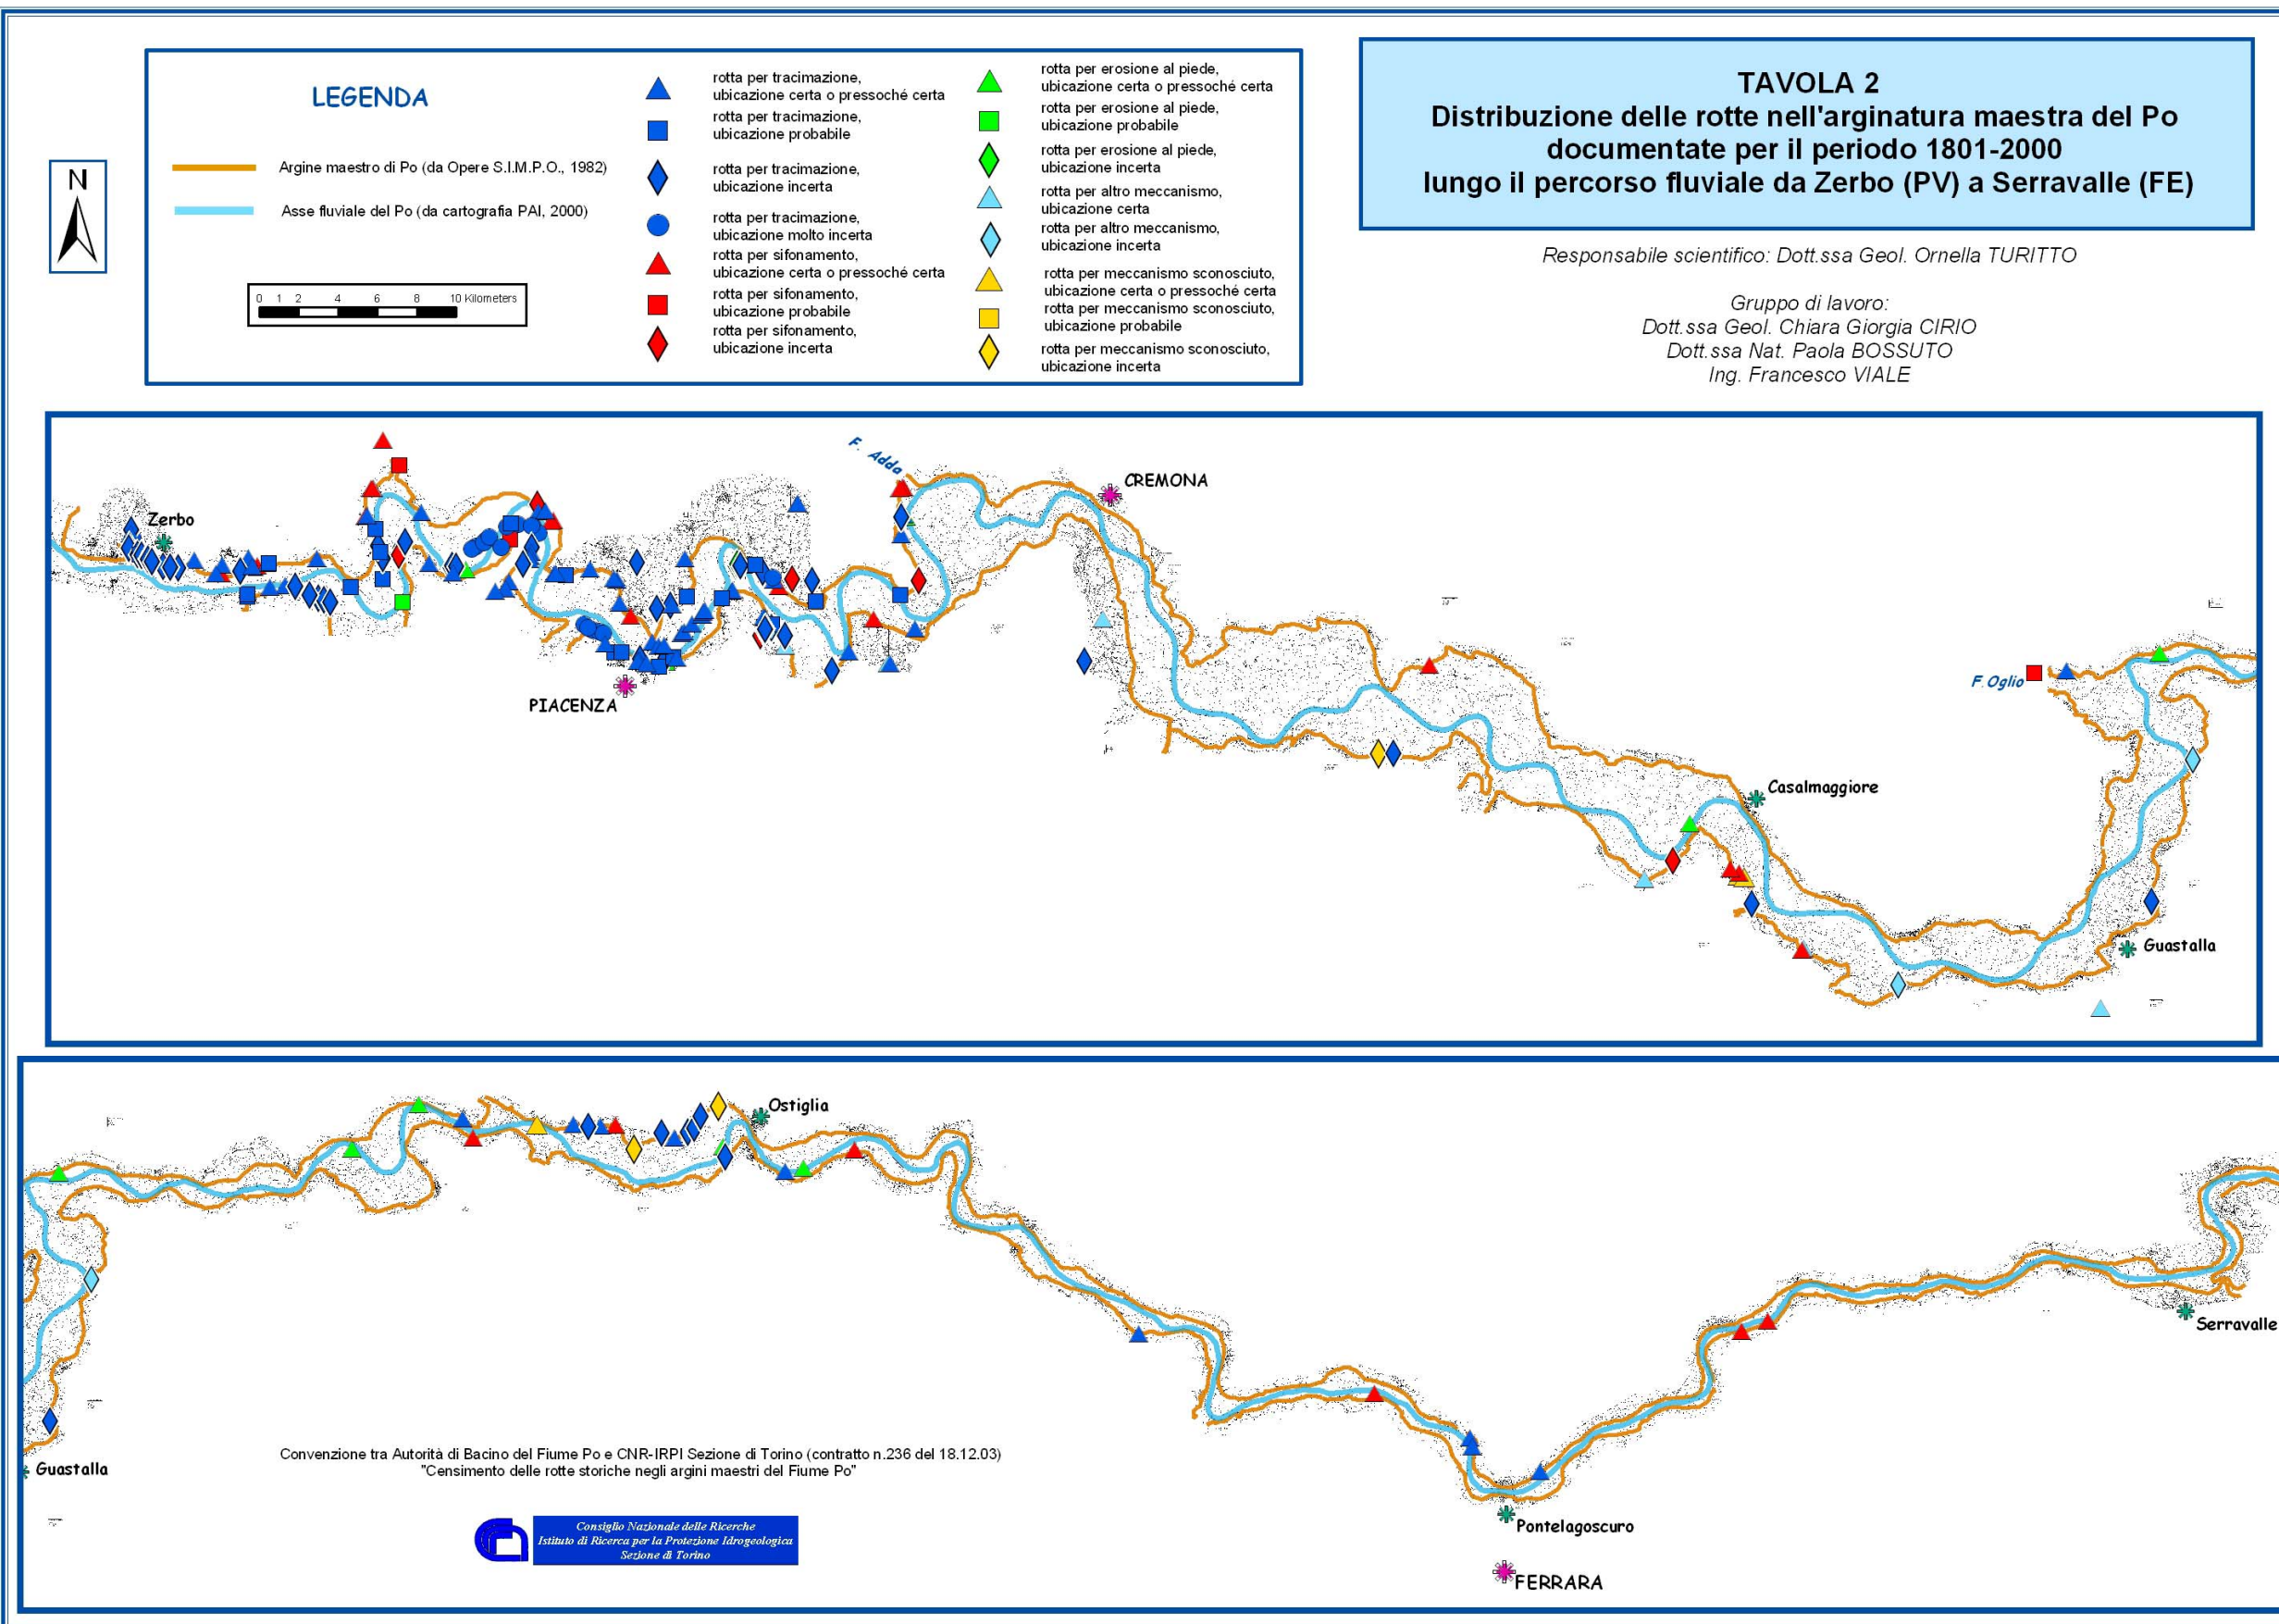 TAVOLA 2
Distribuzione delle rotte nell'arginatura maestra del Po
documentate per il periodo 1801-2000
lungo il percorso fluviale da Zerbo (PV) a Serravalle (FE)
Responsabile scientifico: Dott.ssa Geol. Ornella TURITTO
Gruppo di lavoro:
Dott.ssa Geol. Chiara Giorgia CIRIO
Dott.ssa Nat. Paola BOSSUTO
Ing. Francesco VIALE
N
LEGENDA
Argine maestro di Po (da Opere S.I.M.P.O., 1982)
Asse fluviale del Po (da cartografia PAI, 2000)
0 1 2 4 6 8 10 Kilometers
rotta per tracimazione,
ubicazione certa o pressoché certa
rotta per tracimazione,
ubicazione probabile
rotta per tracimazione,
ubicazione incerta
rotta per tracimazione,
ubicazione molto incerta
rotta per sifonamento,
ubicazione certa o pressoché certa
rotta per sifonamento,
ubicazione probabile
rotta per sifonamento,
ubicazione incerta
rotta per erosione al piede,
ubicazione certa o pressoché certa
rotta per erosione al piede,
ubicazione probabile
rotta per erosione al piede,
ubicazione incerta
rotta per altro meccanismo,
ubicazione certa
rotta per altro meccanismo,
ubicazione incerta
rotta per meccanismo sconosciuto,
ubicazione certa o pressoché certa
rotta per meccanismo sconosciuto,
ubicazione probabile
rotta per meccanismo sconosciuto,
ubicazione incerta
F. Adda
CREMONA
Zerbo
PIACENZA
F. Oglio
Casalmaggiore
Guastalla
Ostiglia
Serravalle
Guastalla
Pontelagoscuro
FERRARA
Convenzione tra Autorità di Bacino del Fiume Po e CNR-IRPI Sezione di Torino (contratto n.236 del 18.12.03)
"Censimento delle rotte storiche negli argini maestri del Fiume Po"
Consiglio Nazionale delle Ricerche
Istituto di Ricerca per la Protezione Idrogeologica
Sezione di Torino